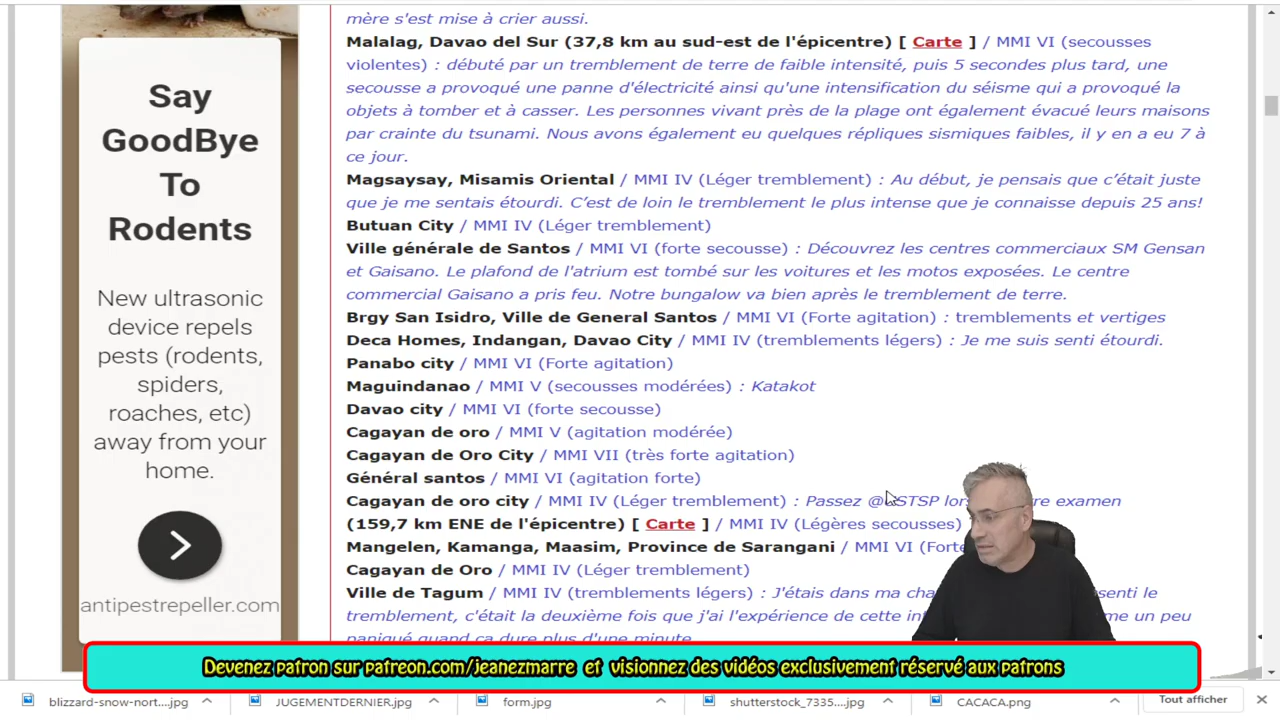 Say
GoodBye
To
Rodents
New ultrasonic
device repels
pests (rodents,
spiders,
roaches, etc)
away from your
home.
antipestrepeller.com
mère s'est mise à crier aussi.
Malalag, Davao del Sur (37,8 km au sud-est de l'épicentre) [ Carte ] / MMI VI (secousses
violentes) : débuté par un tremblement de terre de faible intensité, puis 5 secondes plus tard, une
secousse a provoqué une panne d'électricité ainsi qu'une intensification du séisme qui a provoqué la
objets à tomber et à casser. Les personnes vivant près de la plage ont également évacué leurs maisons
par crainte du tsunami. Nous avons également eu quelques répliques sismiques faibles, il y en a eu 7 à
ce jour.
Magsaysay, Misamis Oriental / MMI IV (Léger tremblement) : Au début, je pensais que c’était juste
que je me sentais étourdi. C’est de loin le tremblement le plus intense que je connaisse depuis 25 ans!
Butuan City / MMI IV (Léger tremblement)
Ville générale de Santos / MMI VI (forte secousse) : Découvrez les centres commerciaux SM Gensan
et Gaisano. Le plafond de l'atrium est tombé sur les voitures et les motos exposées. Le centre
commercial Gaisano a pris feu. Notre bungalow va bien après le tremblement de terre.
Brgy San Isidro, Ville de General Santos / MMI VI (Forte agitation) : tremblements et vertiges
Deca Homes, Indangan, Davao City / MMI IV (tremblements légers) : Je me suis senti étourdi.
Panabo city / MMI VI (Forte agitation)
Maguindanao / MMI V (secousses modérées) : Katakot
Davao city / MMI VI (forte secousse)
Cagayan de oro / MMI V (agitation modérée)
Cagayan de Oro City / MMI VII (très forte agitation)
Général santos / MMI VI (agitation forte)
Cagayan de oro city / MMI IV (Léger tremblement) : Passez examen
(159,7 km ENE de l'épicentre) [ Carte ] / MMI IV (Légères secousses)
Mangelen, Kamanga, Maasim, Province de Sarangani / MMI VI (Forte
Cagayan de Oro / MMI IV (Léger tremblement)
Ville de Tagum / MMI IV (tremblements légers) : J'étais dans ma le
tremblement, c'était la deuxième fois que j'ai l'expérience de cette un peu
paniqué quand ça dure plus d'une minute
Devenez patron sur patreon.com/jeanezmarre et visionnez des vidéos exclusivement réservé aux patrons
blizzard-snow-nort....jpg JUGEMENTDERNIER.jpg form.jpg shutterstock_7335....jpg CACACA.png Tout afficher